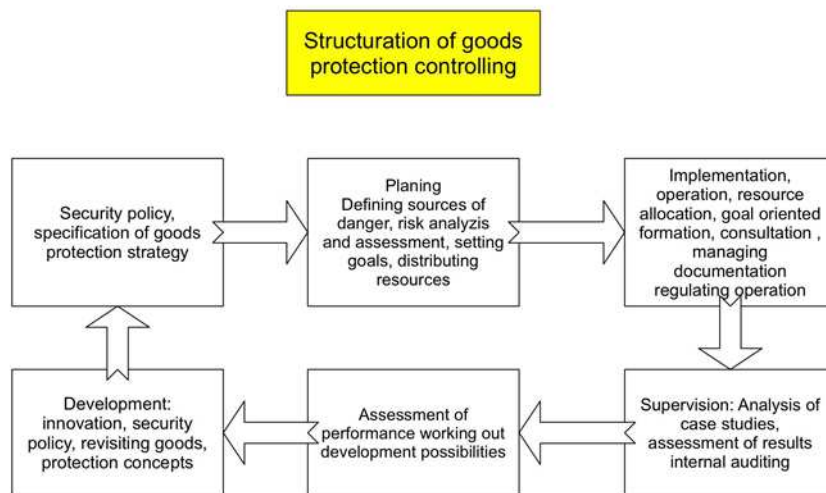 Structuration of goods
protection controlling
Security policy,
specification of goods
protection strategy
Planing
Defining sources of
danger, risk analyzis
and assessment, setting
goals, distributing
resources
Implementation,
operation, resource
allocation, goal oriented
formation, consultation ,
managing
documentation
regulating operation
Supervision: Analysis of
case studies,
assessment of results
internal auditing
Assessment of
performance working out
development possibilities
Development:
innovation, security
policy, revisiting goods,
protection concepts